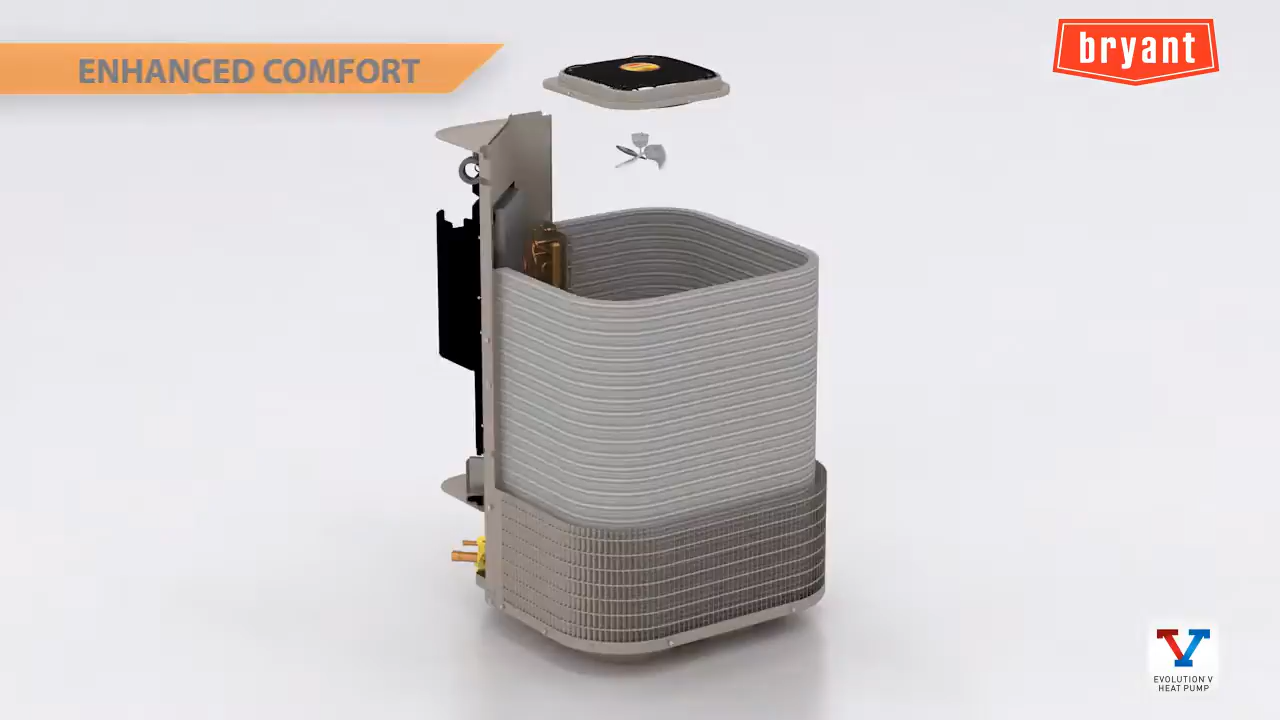 ENHANCED COMFORT
bryant
V
EVOLUTION V
HEAT PUMP